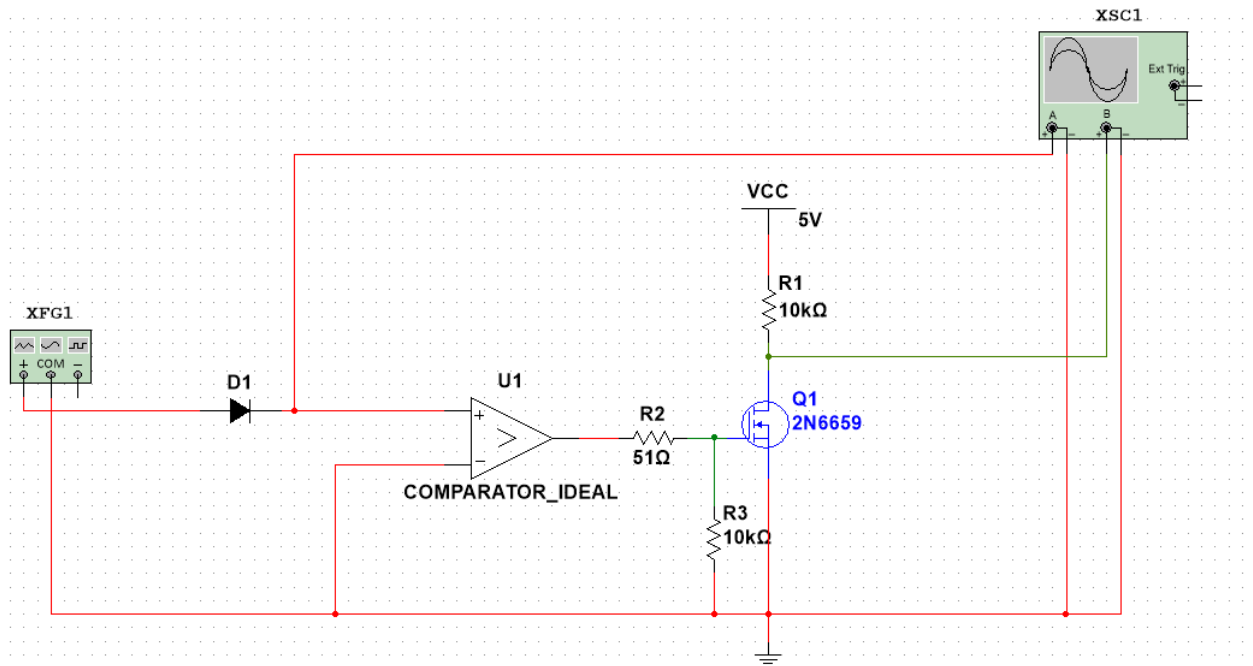 XSC1
Ext Trig
+
−
A
B
+
−
+
−
VCC
5V
R1
10kΩ
XFG1
+
COM
−
D1
U1
+
>
−
COMPARATOR_IDEAL
R2
51Ω
Q1
2N6659
R3
10kΩ